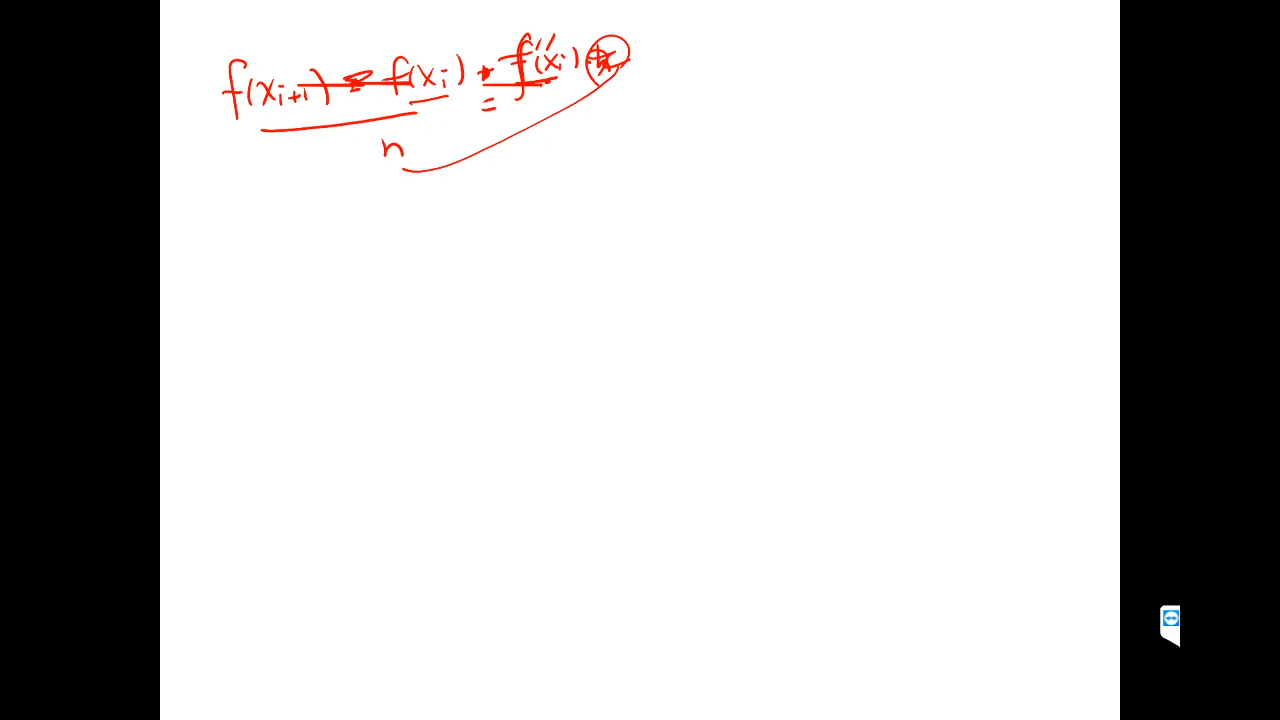 f(xi+1) - f(xi) = f''(xi)
n